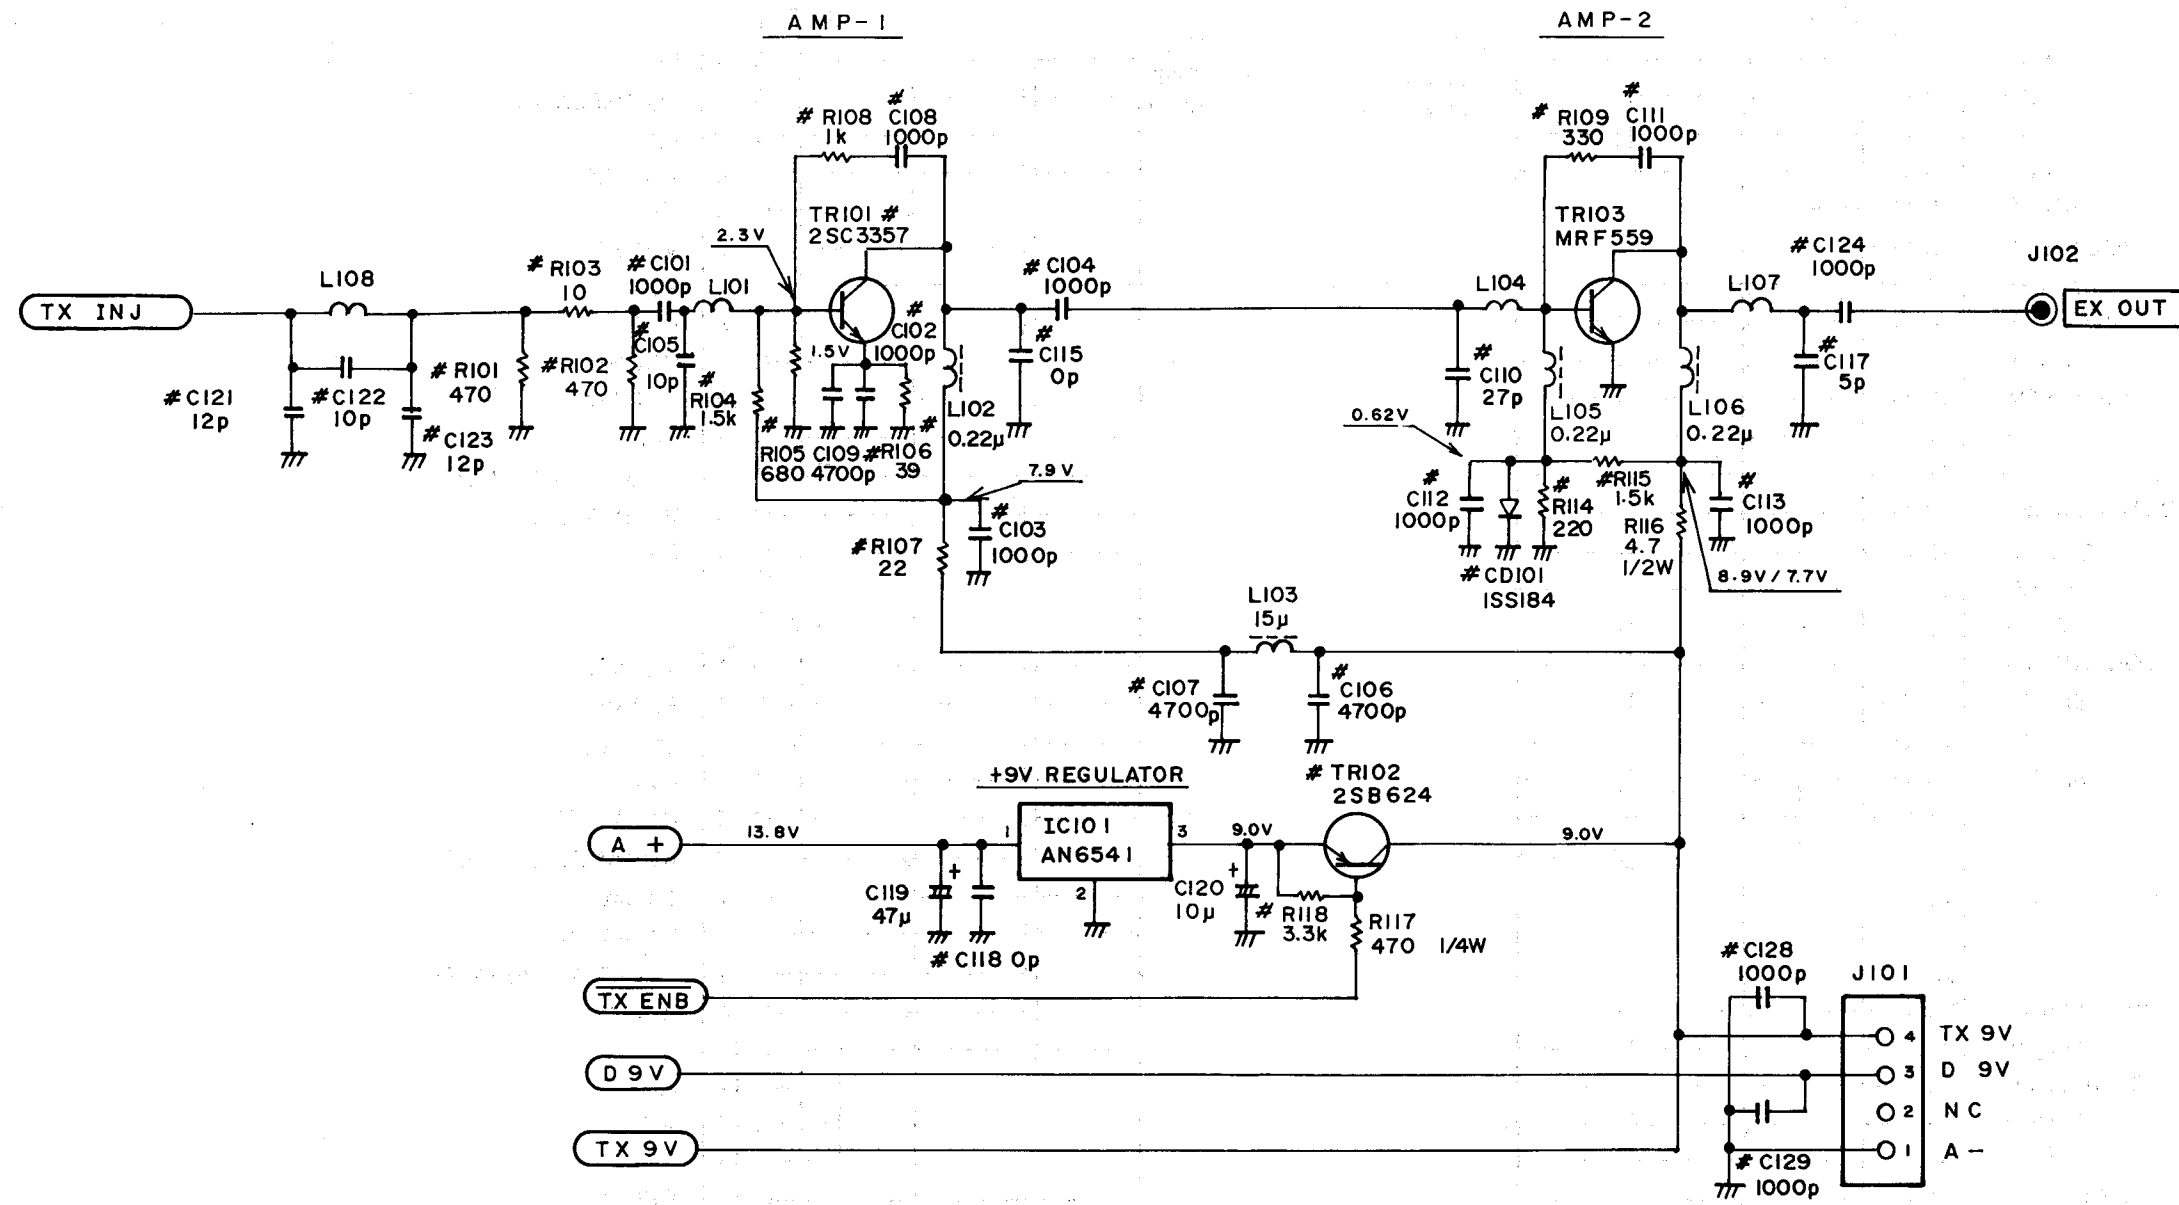 AMP-1
AMP-2
# R108
1k
#
C108
1000p
# R109
330
#
C111
1000p
TR101 #
2SC3357
2.3V
TR103
MRF559
L108
# R103
10
# C101
1000p
L101
# C104
1000p
L104
L107
# C124
1000p
J102
TX INJ
EX OUT
# C121
12p
# C122
10p
# C123
12p
# R101
470
# R102
470
#
C105
10p
#
R104
1.5k
1.5V
#
C102
1000p
#
C115
0p
#
R105
680
C109
4700p
# R106
39
L102
0.22μ
7.9V
#
C103
1000p
# R107
22
#
C110
27p
L105
0.22μ
L106
0.22μ
#
C117
5p
0.62V
#
C112
1000p
#
R114
220
# R115
1.5k
R116
4.7
1/2W
#
C113
1000p
# CD101
1SS184
8.9V/7.7V
L103
15μ
# C107
4700p
#
C106
4700p
+9V REGULATOR
# TR102
2SB624
A +
13.8V
1
IC101
AN6541
3
2
9.0V
9.0V
C119
47μ
+
# C118 0p
C120
10μ
+
# R118
3.3k
R117
470 1/4W
TX ENB
D 9V
TX 9V
# C128
1000p
J101
4 TX 9V
3 D 9V
2 NC
1 A -
# C129
1000p